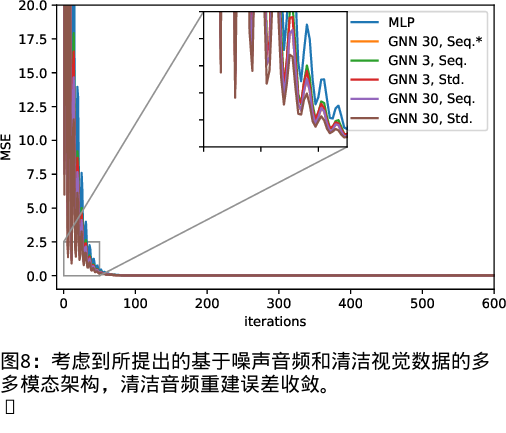 20.0
17.5
15.0
12.5
10.0
7.5
5.0
2.5
0.0
MSE
0 100 200 300 400 500 600
iterations
MLP
GNN 30, Seq.*
GNN 3, Seq.
GNN 3, Std.
GNN 30, Seq.
GNN 30, Std.
图8：考虑到所提出的基于噪声音频和清洁视觉数据的多
多模态架构，清洁音频重建误差收敛。